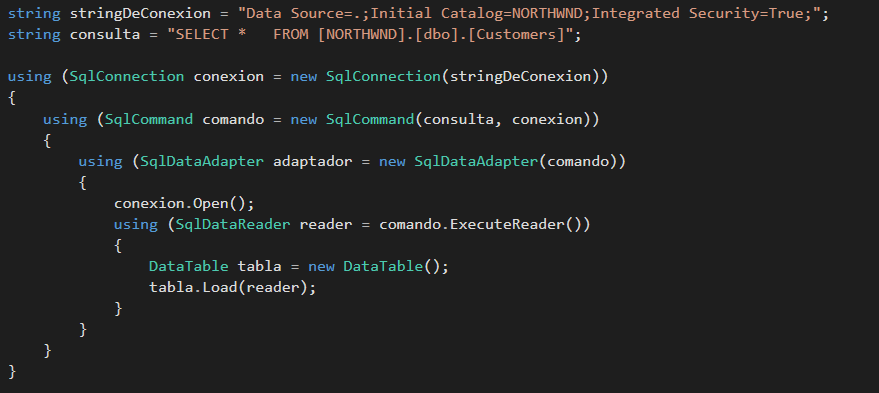 string stringDeConexion = "Data Source=.;Initial Catalog=NORTHWND;Integrated Security=True;";
string consulta = "SELECT *   FROM [NORTHWND].[dbo].[Customers]";

using (SqlConnection conexion = new SqlConnection(stringDeConexion))
{
    using (SqlCommand comando = new SqlCommand(consulta, conexion))
    {
        using (SqlDataAdapter adaptador = new SqlDataAdapter(comando))
        {
            conexion.Open();
            using (SqlDataReader reader = comando.ExecuteReader())
            {
                DataTable tabla = new DataTable();
                tabla.Load(reader);
            }
        }
    }
}